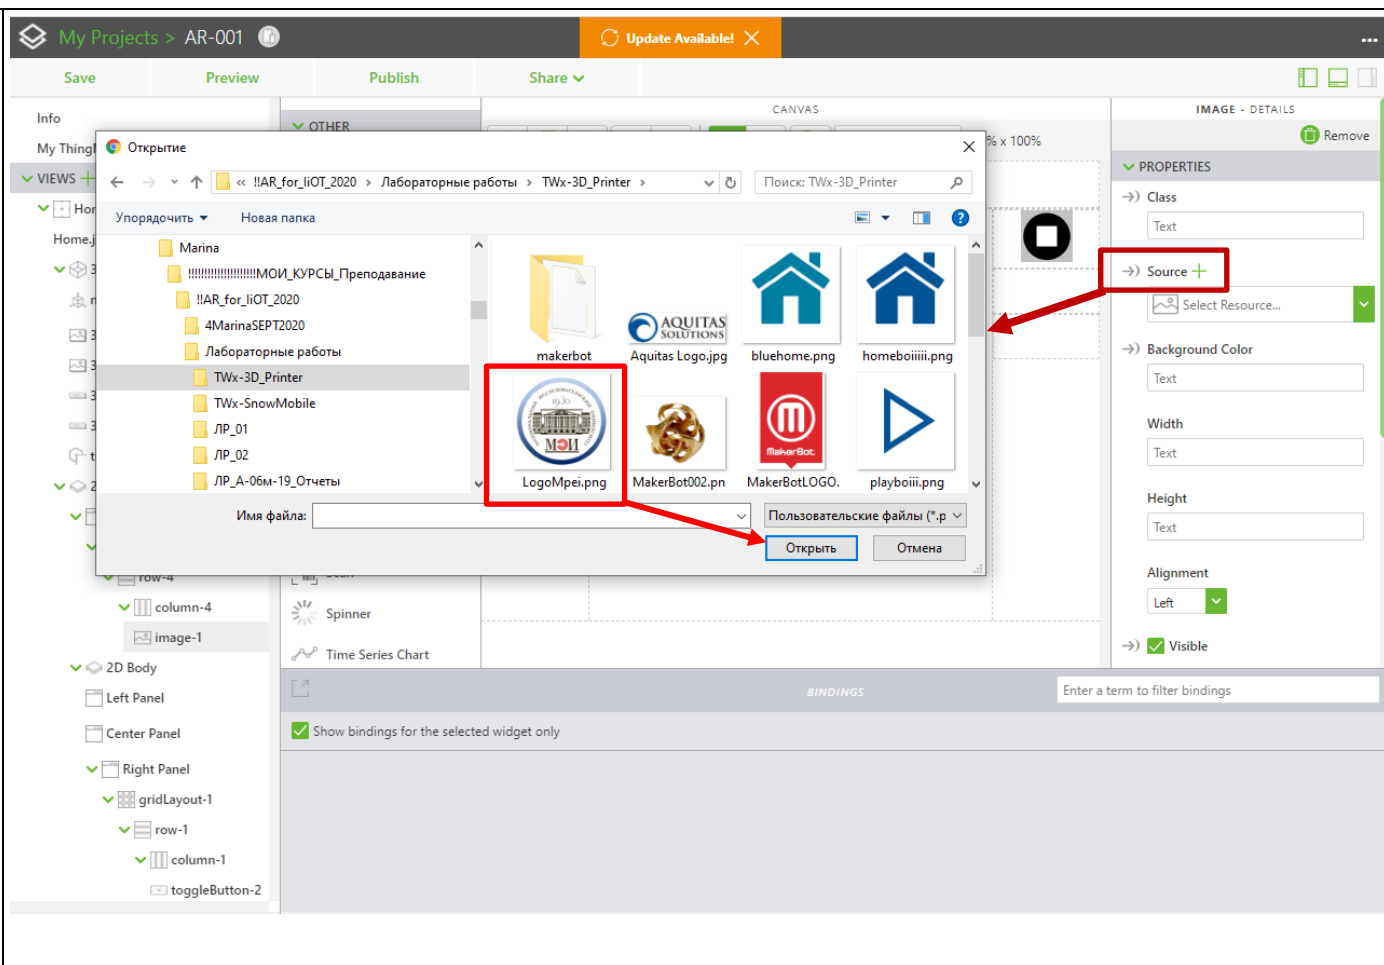 My Projects > AR-001
Update Available!
Save
Preview
Publish
Share
CANVAS
IMAGE - DETAILS
Info
OTHER
% x 100%
Remove
My Thing
Открытие
PROPERTIES
VIEWS
« !!AR_for_IiOT_2020 › Лабораторные работы › TWx-3D_Printer ›
Поиск: TWx-3D_Printer
Class
Text
Упорядочить
Новая папка
Home.j
Marina
!!!!!!!!!!!!!!!!!!!!!!!МОИ_КУРСЫ_Преподавание
!!AR_for_IiOT_2020
4MarinaSEPT2020
Лабораторные работы
TWx-3D_Printer
TWx-SnowMobile
ЛР_01
ЛР_02
ЛР_А-06м-19_Отчеты
AQUITAS
SOLUTIONS
makerbot
Aquitas Logo.jpg
bluehome.png
homeboiiiii.png
1930
МЭИ
MakerBot
LogoMpei.png
MakerBot002.pn
MakerBotLOGO.
playboiii.png
Имя файла:
Пользовательские файлы (*.p
Открыть
Отмена
Source
Select Resource...
Background Color
Text
Width
Text
Height
Text
Alignment
Left
Visible
row-4
column-4
image-1
2D Body
Left Panel
Center Panel
Right Panel
gridLayout-1
row-1
column-1
toggleButton-2
Scan
Spinner
Time Series Chart
BINDINGS
Enter a term to filter bindings
Show bindings for the selected widget only